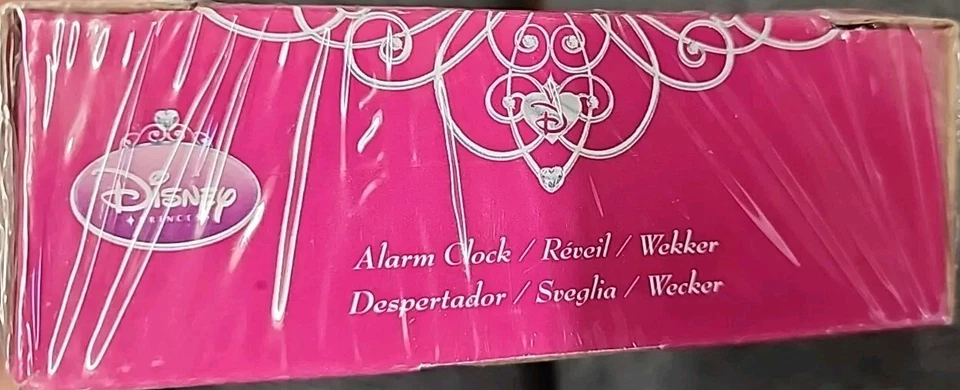 Disney
PRINCESS
D
Alarm Clock / Réveil / Wekker
Despertador / Sveglia / Wecker